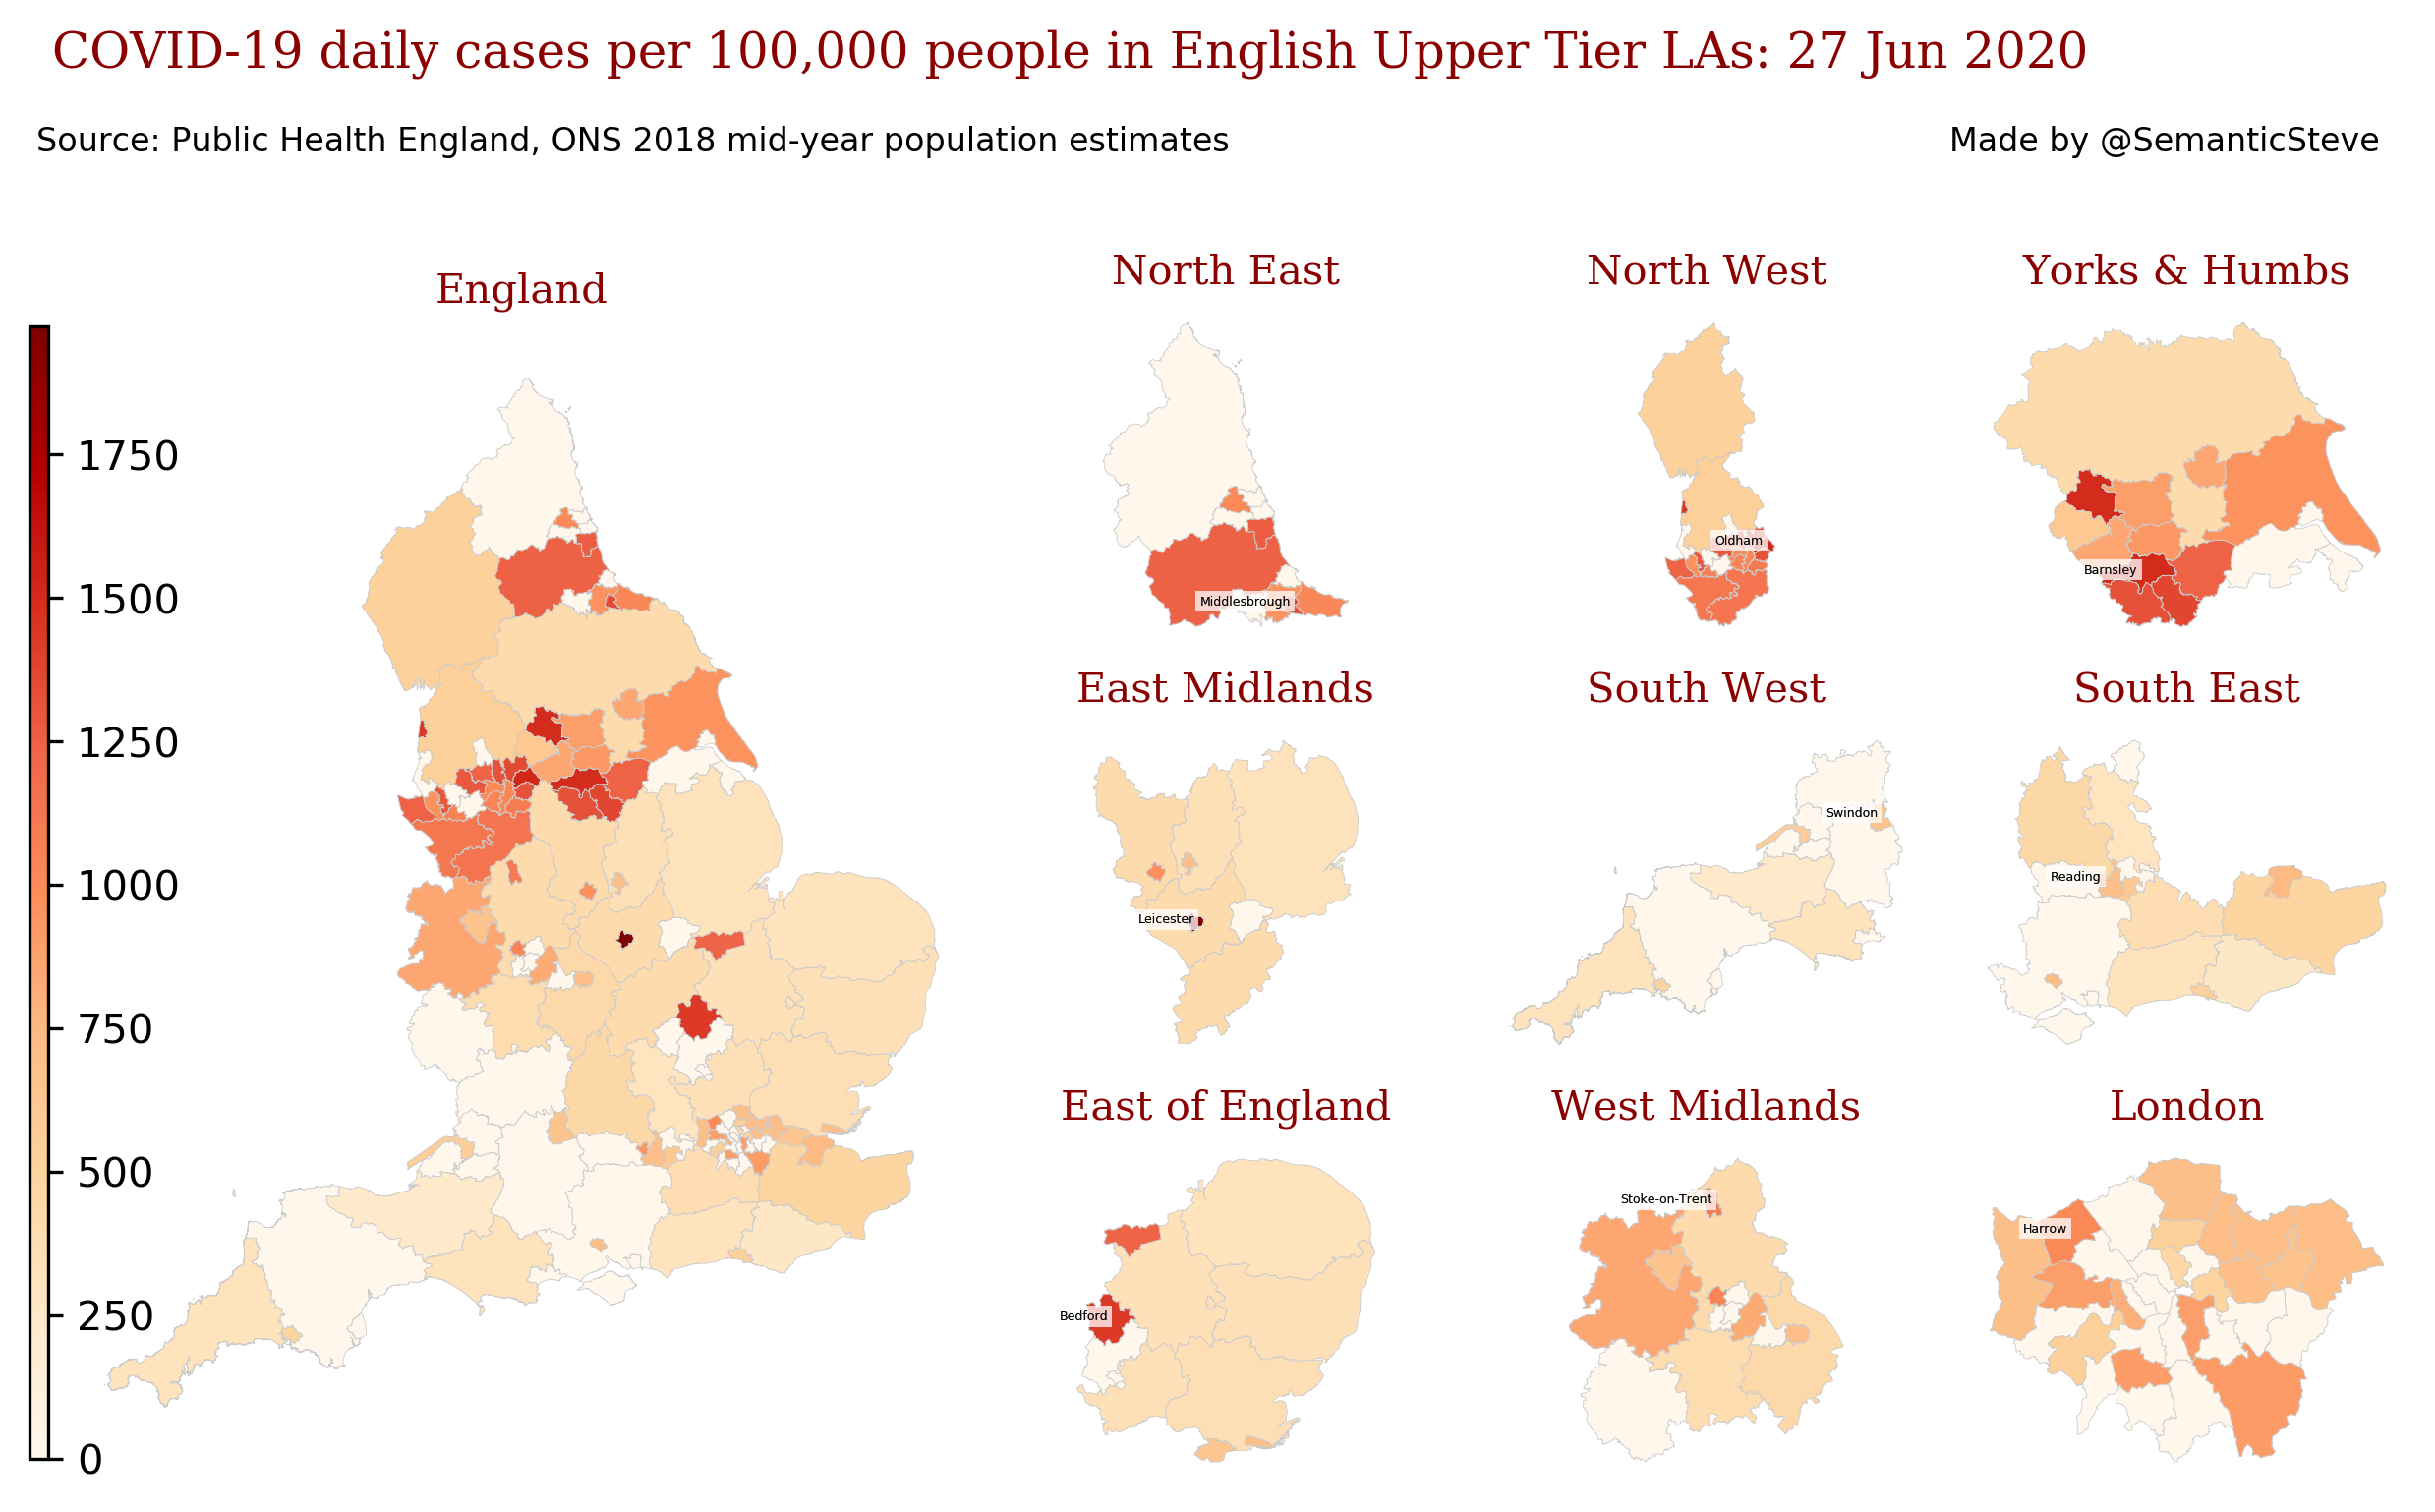 COVID-19 daily cases per 100,000 people in English Upper Tier LAs: 27 Jun 2020
Source: Public Health England, ONS 2018 mid-year population estimates
Made by @SemanticSteve
England
1750
1500
1250
1000
750
500
250
0
North East
Middlesbrough
North West
Oldham
Yorks & Humbs
Barnsley
East Midlands
Leicester
South West
Swindon
South East
Reading
East of England
Bedford
West Midlands
Stoke-on-Trent
London
Harrow